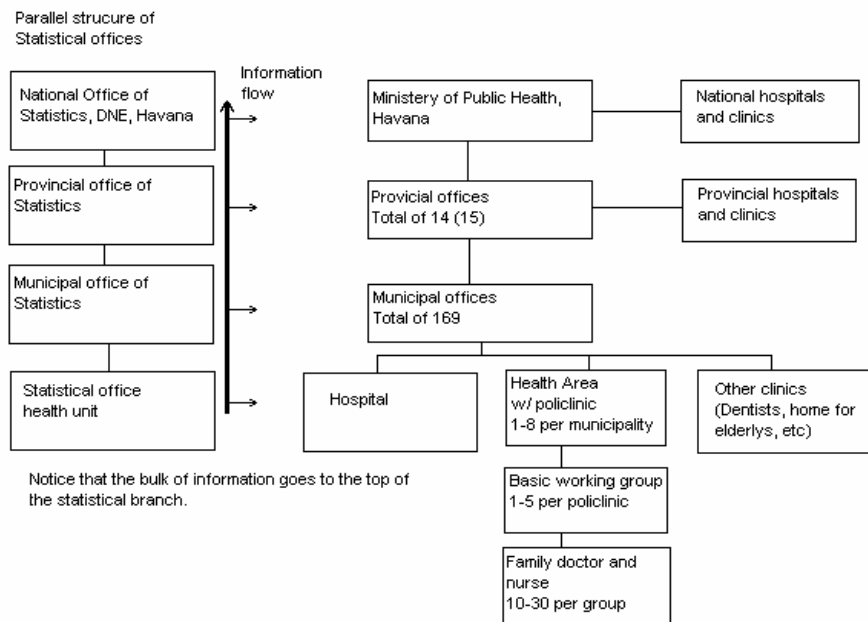 Parallel strucure of
Statistical offices
National Office of
Statistics, DNE, Havana
Provincial office of
Statistics
Municipal office of
Statistics
Statistical office
health unit
Information
flow
Ministery of Public Health,
Havana
National hospitals
and clinics
Provicial offices
Total of 14 (15)
Provincial hospitals
and clinics
Municipal offices
Total of 169
Hospital
Health Area
w/ policlinic
1-8 per municipality
Other clinics
(Dentists, home for
elderlys, etc)
Basic working group
1-5 per policlinic
Family doctor and
nurse
10-30 per group
Notice that the bulk of information goes to the top of
the statistical branch.